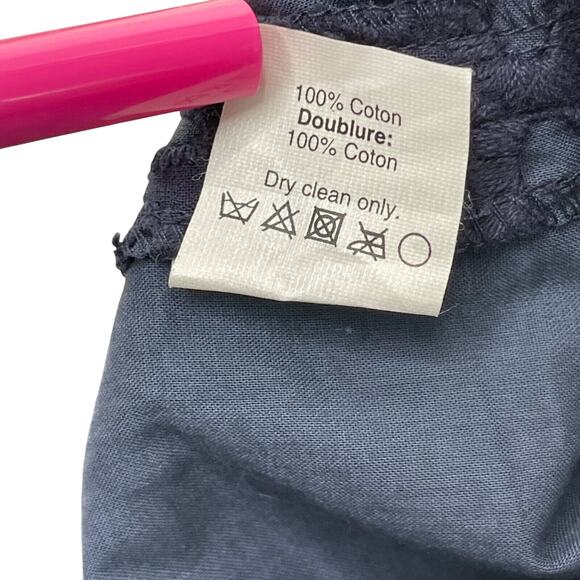 100% Coton
Doublure:
100% Coton
Dry clean only.